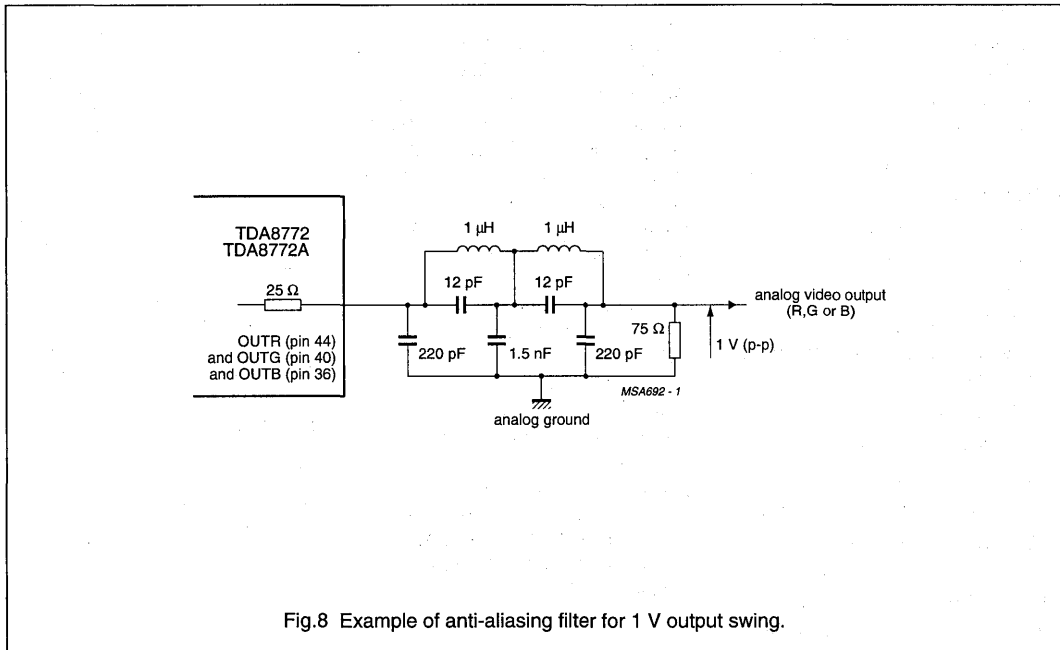 TDA8772
TDA8772A
25 Ω
OUTR (pin 44)
and OUTG (pin 40)
and OUTB (pin 36)
1 µH
1 µH
12 pF
12 pF
220 pF
1.5 nF
220 pF
75 Ω
analog video output
(R,G or B)
1 V (p-p)
MSA692 - 1
analog ground
Fig.8 Example of anti-aliasing filter for 1 V output swing.